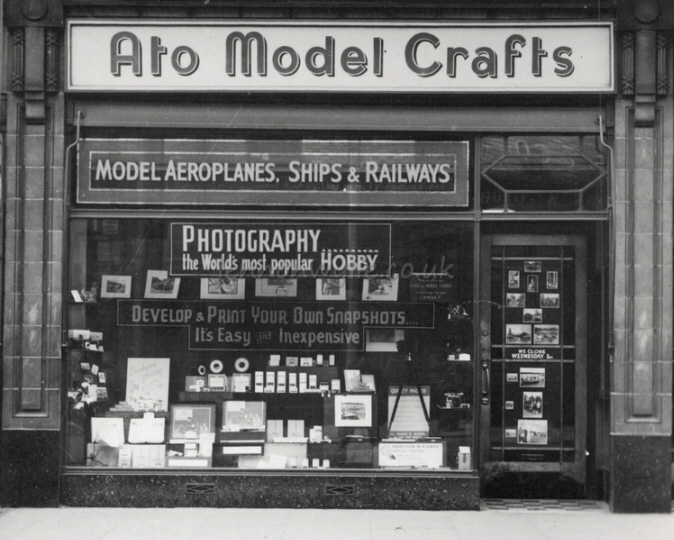 Ato Model Crafts
MODEL AEROPLANES, SHIPS & RAILWAYS
PHOTOGRAPHY........
the World's most popular HOBBY
DEVELOP & PRINT YOUR OWN SNAPSHOTS...
It's Easy and Inexpensive
WE CLOSE
WEDNESDAY 1PM